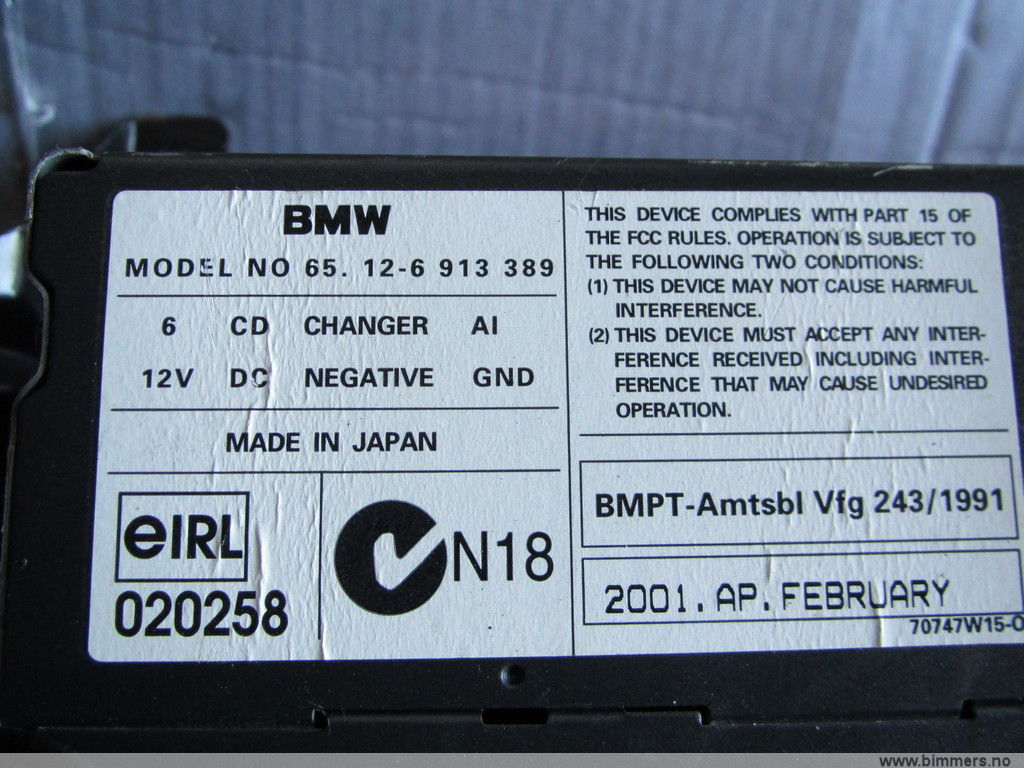 BMW
MODEL NO 65. 12-6 913 389
6 CD CHANGER AI
12V DC NEGATIVE GND
MADE IN JAPAN
eIRL
020258
N18
THIS DEVICE COMPLIES WITH PART 15 OF
THE FCC RULES. OPERATION IS SUBJECT TO
THE FOLLOWING TWO CONDITIONS:
(1) THIS DEVICE MAY NOT CAUSE HARMFUL
INTERFERENCE.
(2) THIS DEVICE MUST ACCEPT ANY INTER-
FERENCE RECEIVED INCLUDING INTER-
FERENCE THAT MAY CAUSE UNDESIRED
OPERATION.
BMPT-Amtsbl Vfg 243/1991
2001. AP. FEBRUARY
70747W15-0
www.bimmers.no